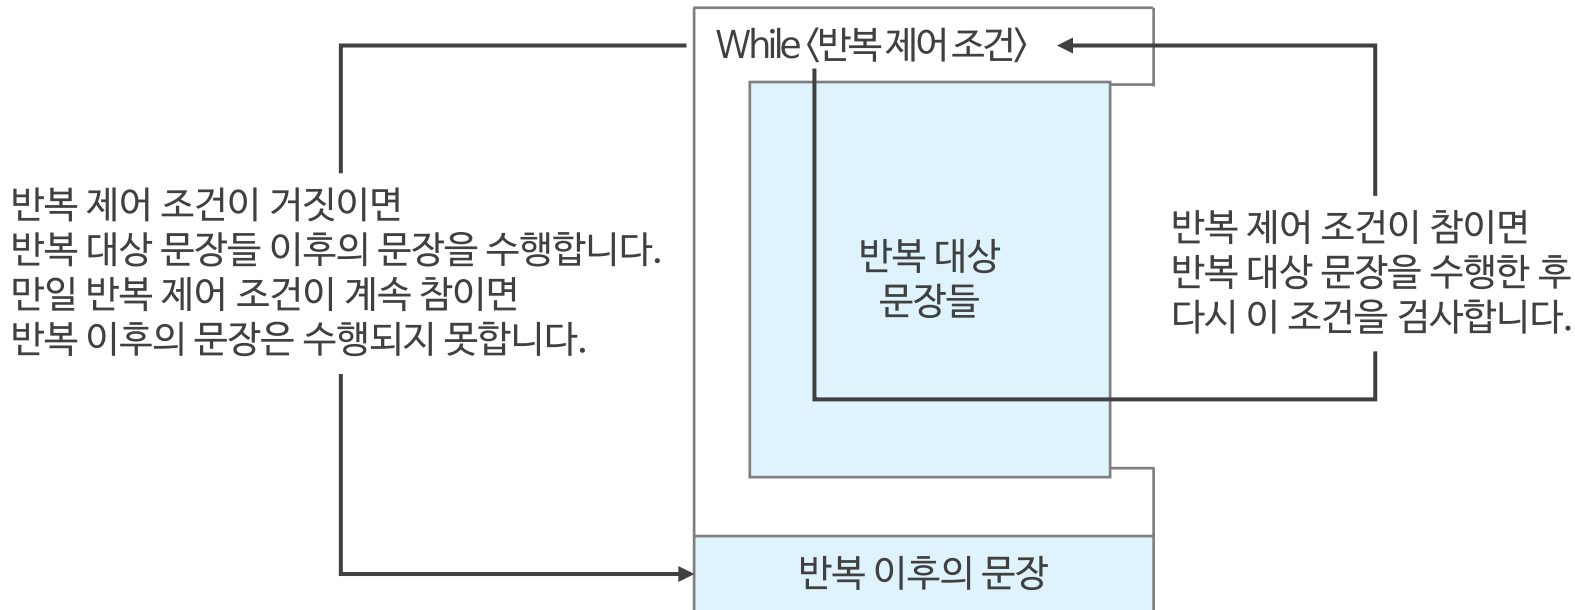 While <반복 제어 조건>
반복 제어 조건이 거짓이면
반복 대상 문장들 이후의 문장을 수행합니다.
만일 반복 제어 조건이 계속 참이면
반복 이후의 문장은 수행되지 못합니다.
반복 대상
문장들
반복 제어 조건이 참이면
반복 대상 문장을 수행한 후
다시 이 조건을 검사합니다.
반복 이후의 문장